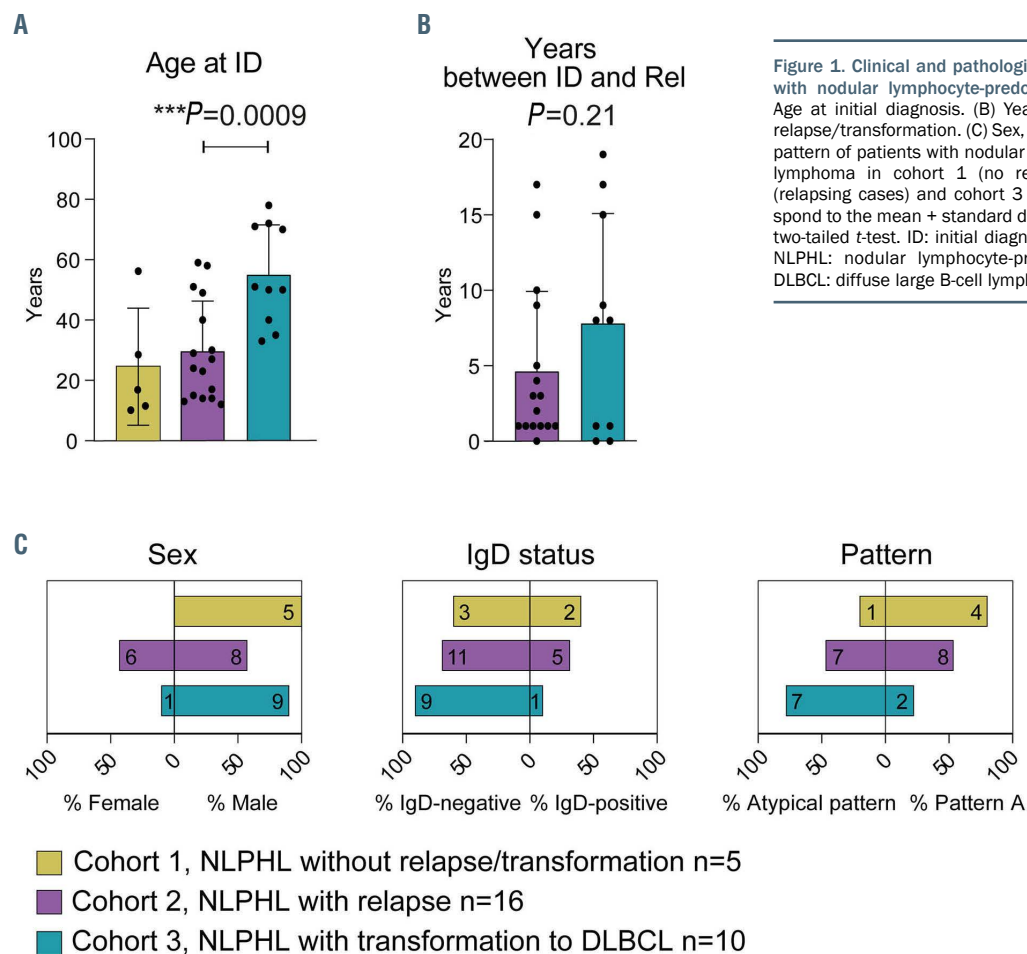 A
Age at ID
***P=0.0009
100
80
60
40
20
0
Years
B
Years
between ID and Rel
P=0.21
20
15
10
5
0
Years
Figure 1. Clinical and pathologi
with nodular lymphocyte-predo
Age at initial diagnosis. (B) Yea
relapse/transformation. (C) Sex,
pattern of patients with nodular
lymphoma in cohort 1 (no re
(relapsing cases) and cohort 3
spond to the mean + standard d
two-tailed t-test. ID: initial diagn
NLPHL: nodular lymphocyte-pr
DLBCL: diffuse large B-cell lymph
C
Sex
5
6 8
1 9
100 50 0 50 100
% Female % Male
IgD status
3 2
11 5
9 1
100 50 0 50 100
% IgD-negative % IgD-positive
Pattern
1 4
7 8
7 2
100 50 0 50 100
% Atypical pattern % Pattern A
Cohort 1, NLPHL without relapse/transformation n=5
Cohort 2, NLPHL with relapse n=16
Cohort 3, NLPHL with transformation to DLBCL n=10